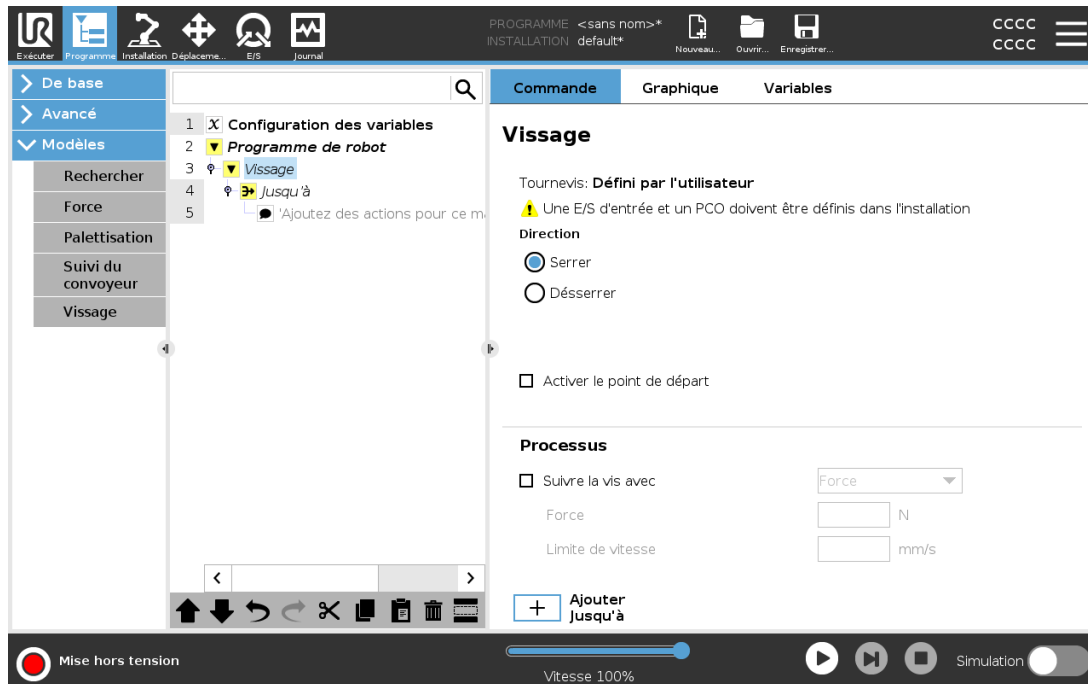 PROGRAMME <sans nom>*
INSTALLATION default*
Exécuter
Programme
Installation
Déplaceme...
E/S
Journal
Nouveau...
Ouvrir...
Enregistrer...
CCCC
CCCC
De base
Avancé
Modèles
Rechercher
Force
Palettisation
Suivi du
convoyeur
Vissage
1 X Configuration des variables
2 Programme de robot
3 Vissage
4 Jusqu'à
5 'Ajoutez des actions pour ce m
Commande
Graphique
Variables
Vissage
Tournevis: Défini par l'utilisateur
Une E/S d'entrée et un PCO doivent être définis dans l'installation
Direction
Serrer
Désserrer
Activer le point de départ
Processus
Suivre la vis avec
Force
Force
N
Limite de vitesse
mm/s
+ Ajouter
Jusqu'à
Mise hors tension
Vitesse 100%
Simulation